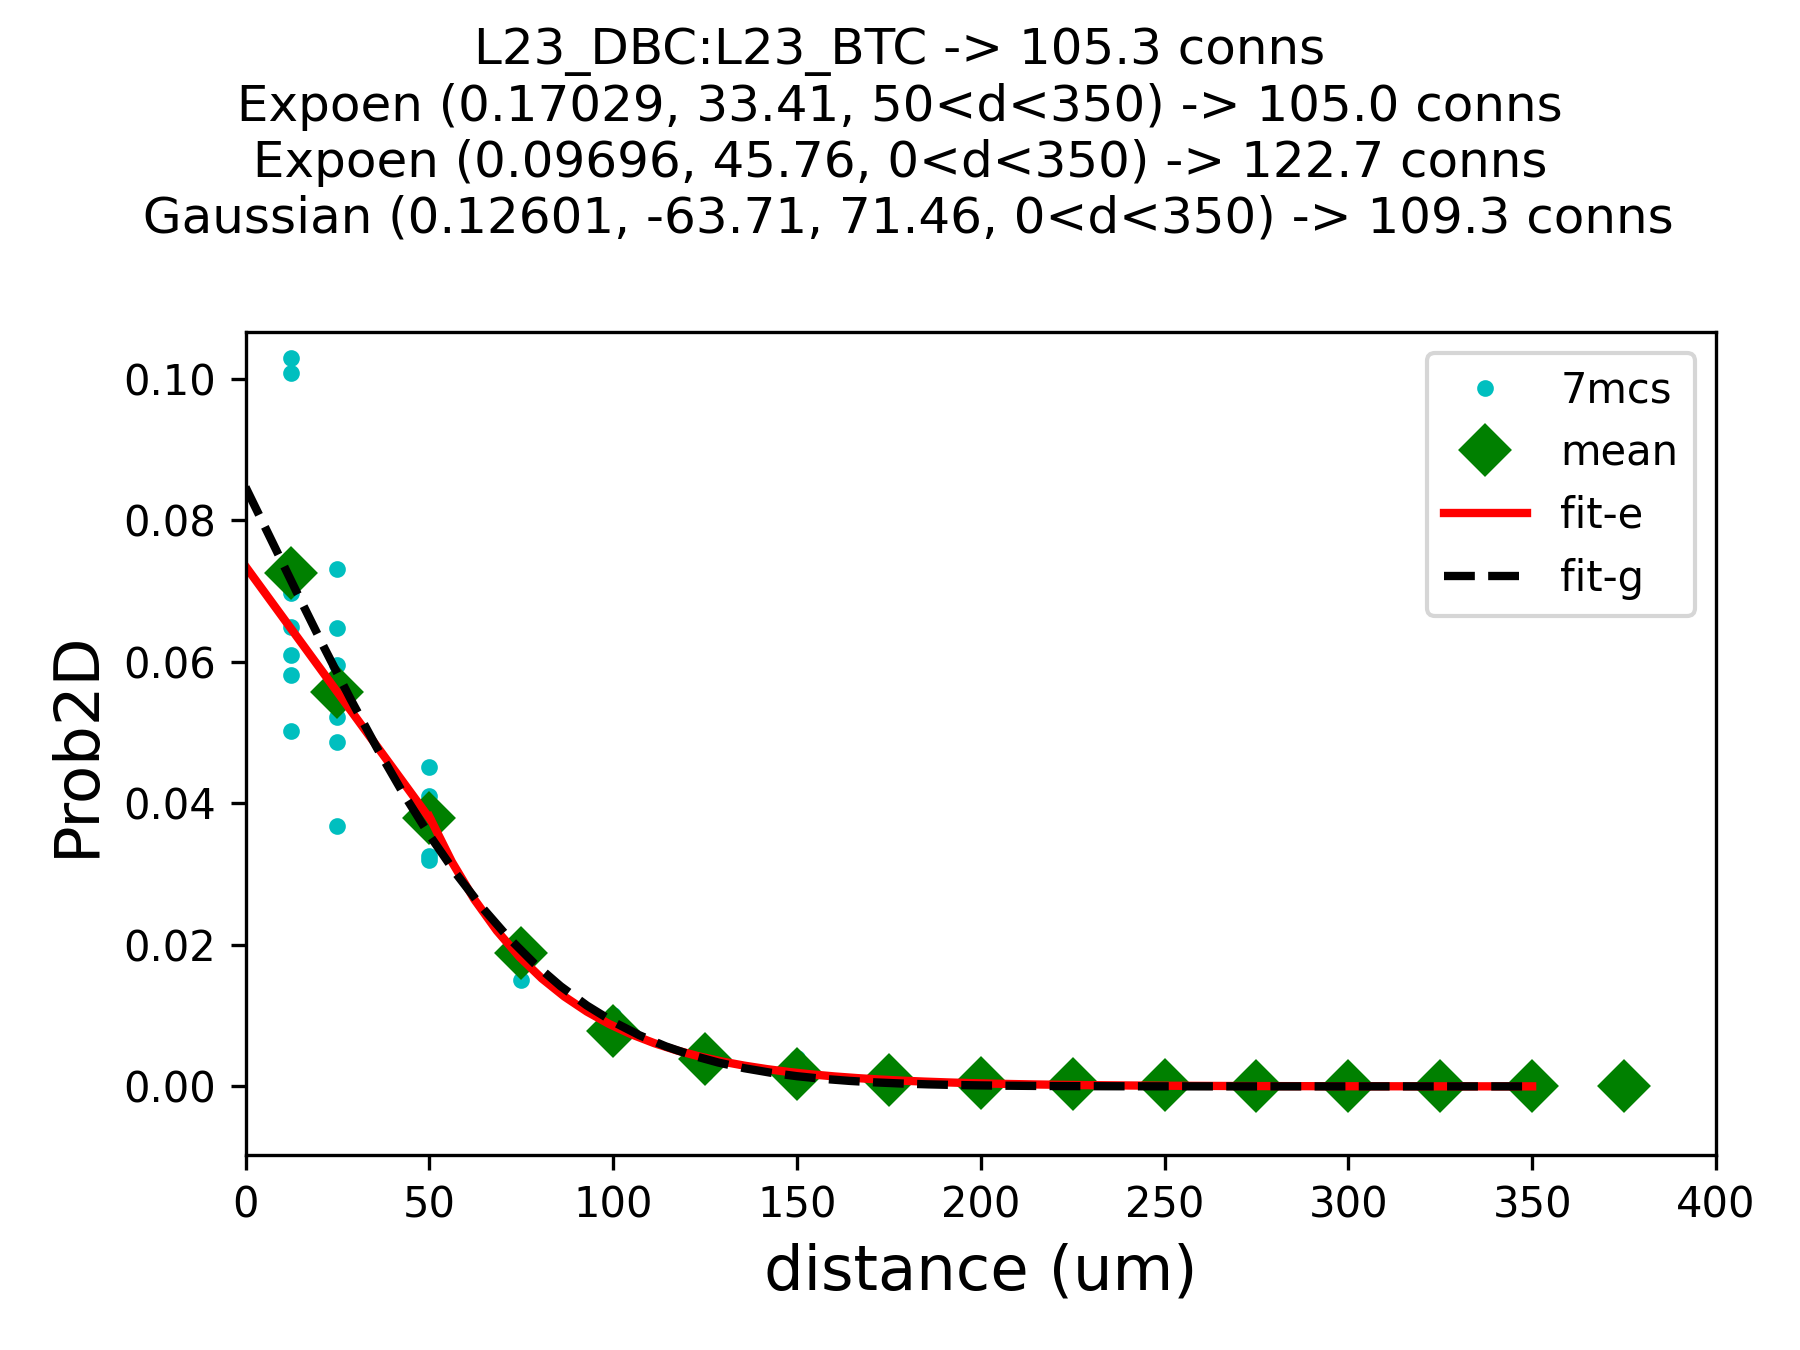 L23_DBC:L23_BTC -> 105.3 conns
Expoen (0.17029, 33.41, 50<d<350) -> 105.0 conns
Expoen (0.09696, 45.76, 0<d<350) -> 122.7 conns
Gaussian (0.12601, -63.71, 71.46, 0<d<350) -> 109.3 conns
7mcs
mean
fit-e
fit-g
Prob2D
0.10
0.08
0.06
0.04
0.02
0.00
0 50 100 150 200 250 300 350 400
distance (um)